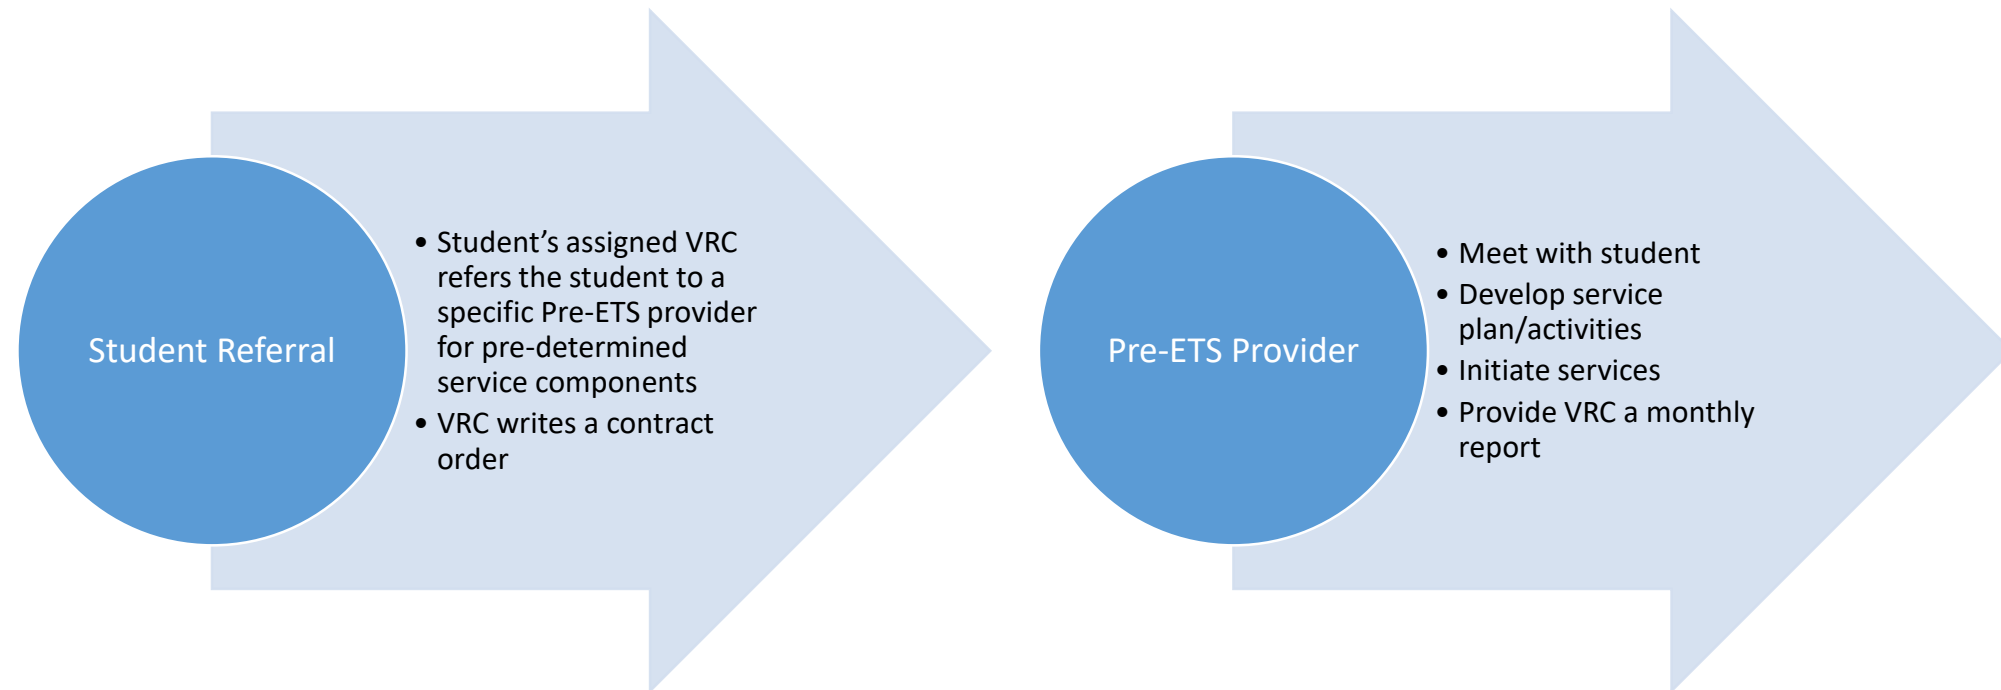 Student Referral
• Student’s assigned VRC
refers the student to a
specific Pre-ETS provider
for pre-determined
service components
• VRC writes a contract
order
Pre-ETS Provider
• Meet with student
• Develop service
plan/activities
• Initiate services
• Provide VRC a monthly
report